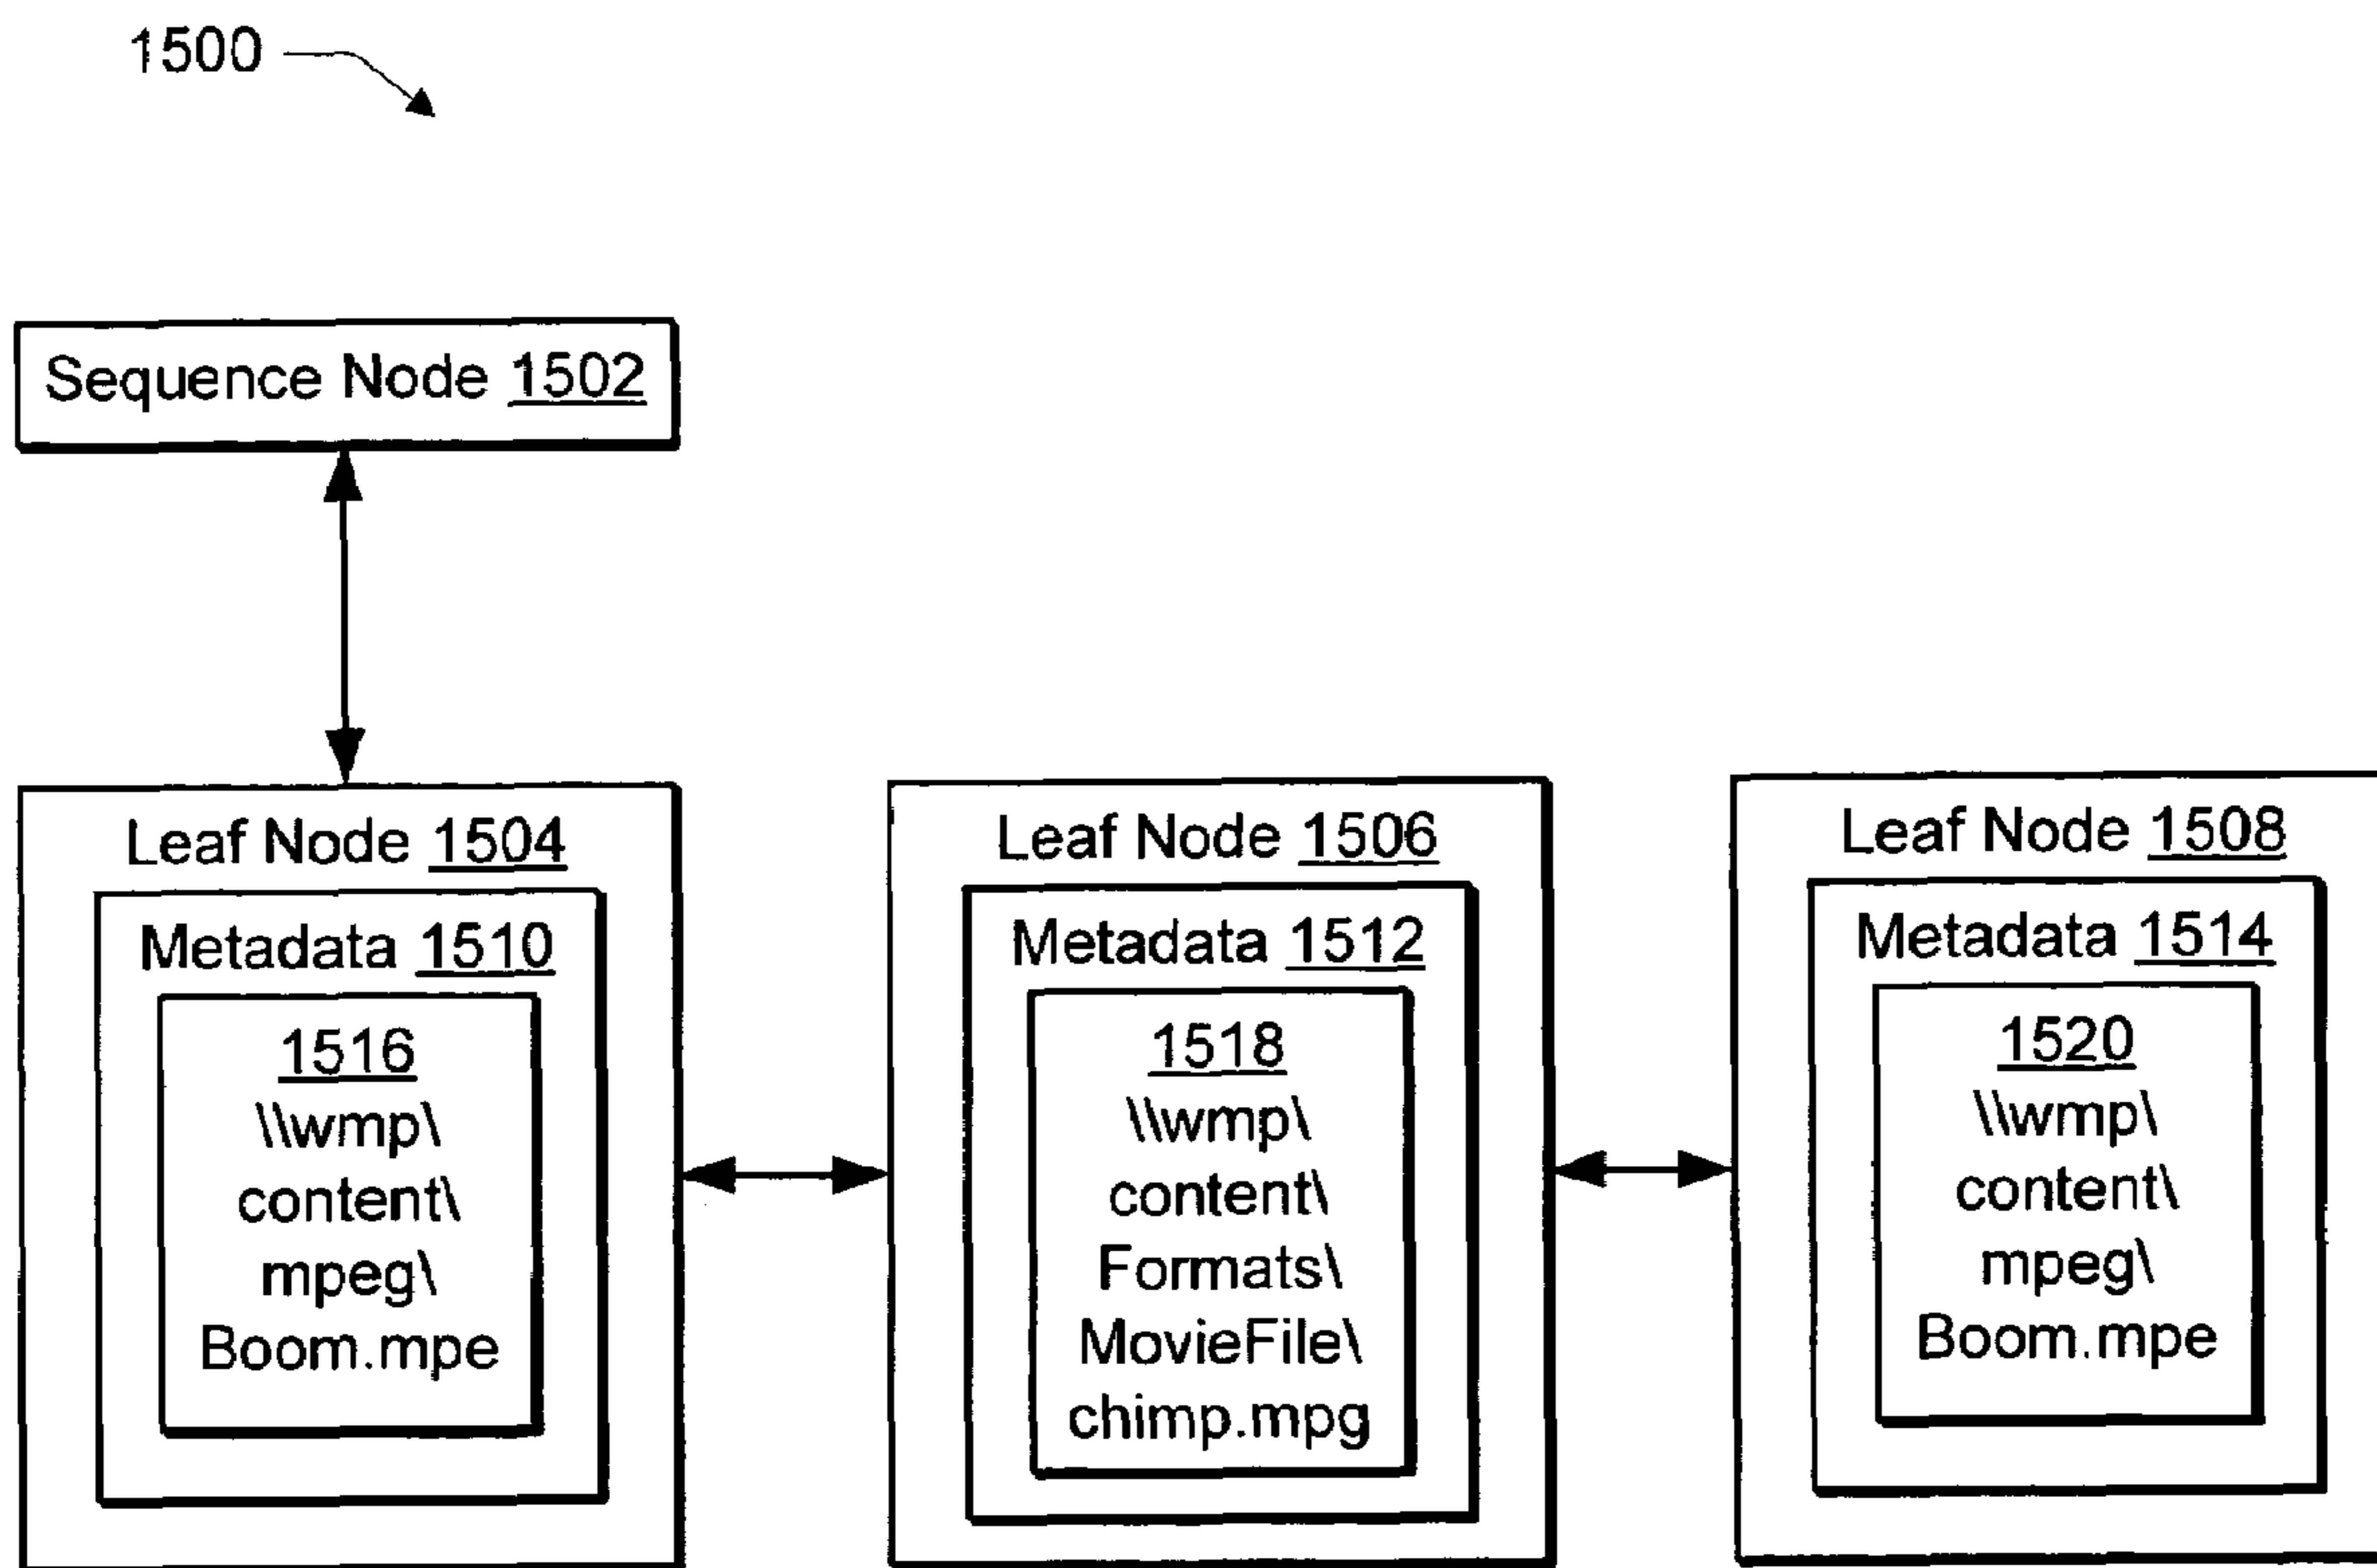 1500
Sequence Node 1502
Leaf Node 1504
Metadata 1510
1516
\\wmp\
content\
mpeg\
Boom.mpe
Leaf Node 1506
Metadata 1512
1518
\\wmp\
content\
Formats\
MovieFile\
chimp.mpg
Leaf Node 1508
Metadata 1514
1520
\\wmp\
content\
mpeg\
Boom.mpe